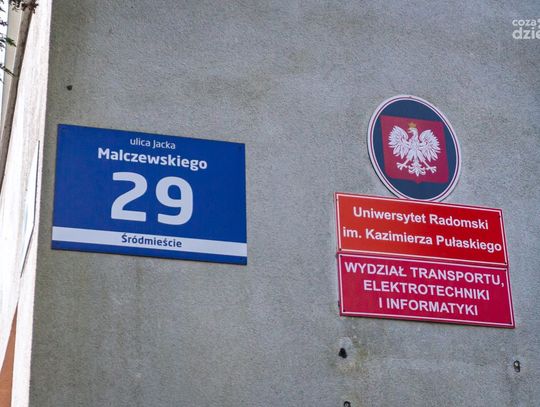 ulica Jacka
Malczewskiego
29
Śródmieście
Uniwersytet Radomski
im. Kazimierza Pułaskiego
WYDZIAŁ TRANSPORTU,
ELEKTROTECHNIKI
I INFORMATYKI